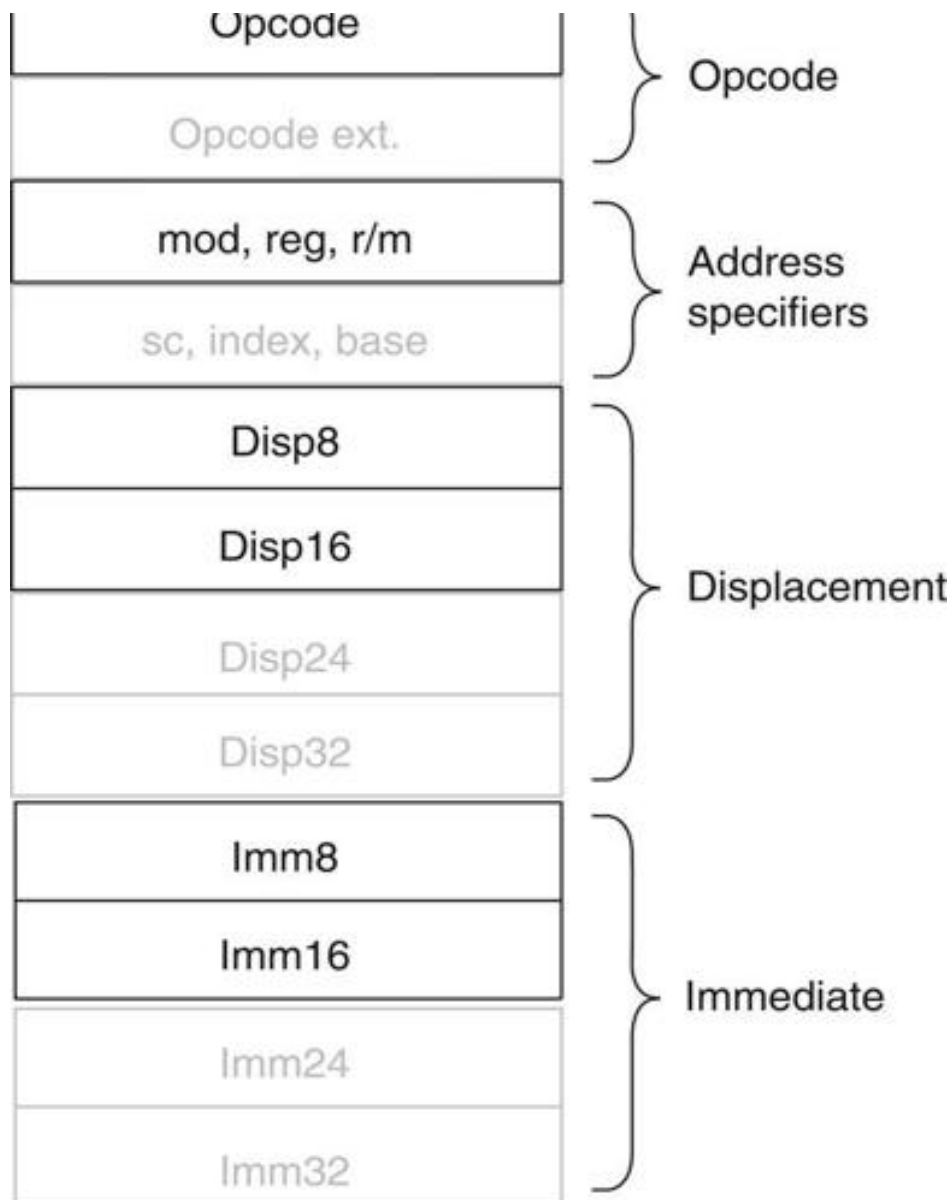 Opcode
Opcode
Opcode ext.
mod, reg, r/m
Address
specifiers
sc, index, base
Disp8
Disp16
Displacement
Disp24
Disp32
Imm8
Imm16
Immediate
Imm24
Imm32